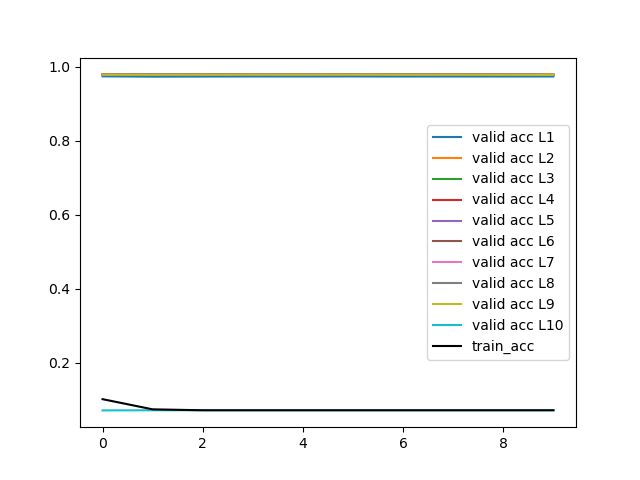 1.0
0.8
0.6
0.4
0.2
0 2 4 6 8
valid acc L1
valid acc L2
valid acc L3
valid acc L4
valid acc L5
valid acc L6
valid acc L7
valid acc L8
valid acc L9
valid acc L10
train_acc